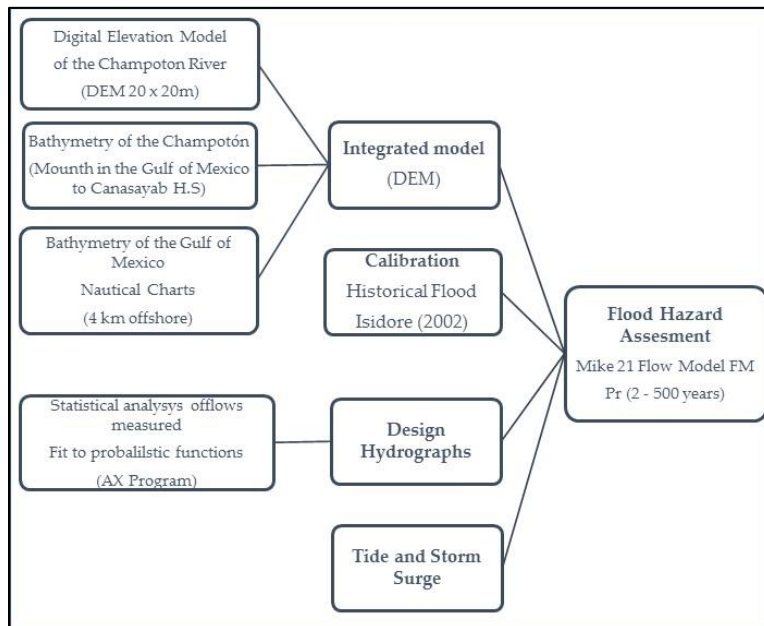 Digital Elevation Model
of the Champoton River
(DEM 20 x 20m)
Bathymetry of the Champotón
(Mounth in the Gulf of Mexico
to Canasayab H.S)
Bathymetry of the Gulf of
Mexico
Nautical Charts
(4 km offshore)
Statistical analysys offlows
measured
Fit to probalilstic functions
(AX Program)
Integrated model
(DEM)
Calibration
Historical Flood
Isidore (2002)
Design
Hydrographs
Tide and Storm
Surge
Flood Hazard
Assesment
Mike 21 Flow Model FM
Pr (2 - 500 years)